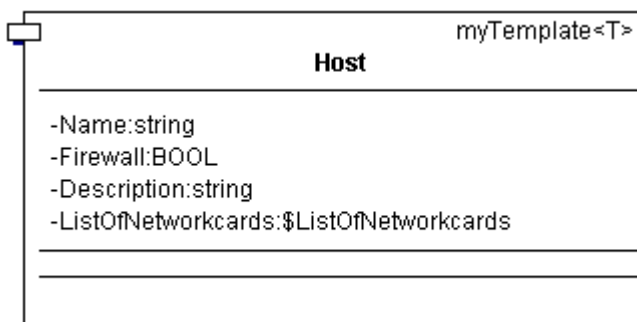 myTemplate<T>
Host
-Name:string
-Firewall:BOOL
-Description:string
-ListOfNetworkcards:$ListOfNetworkcards